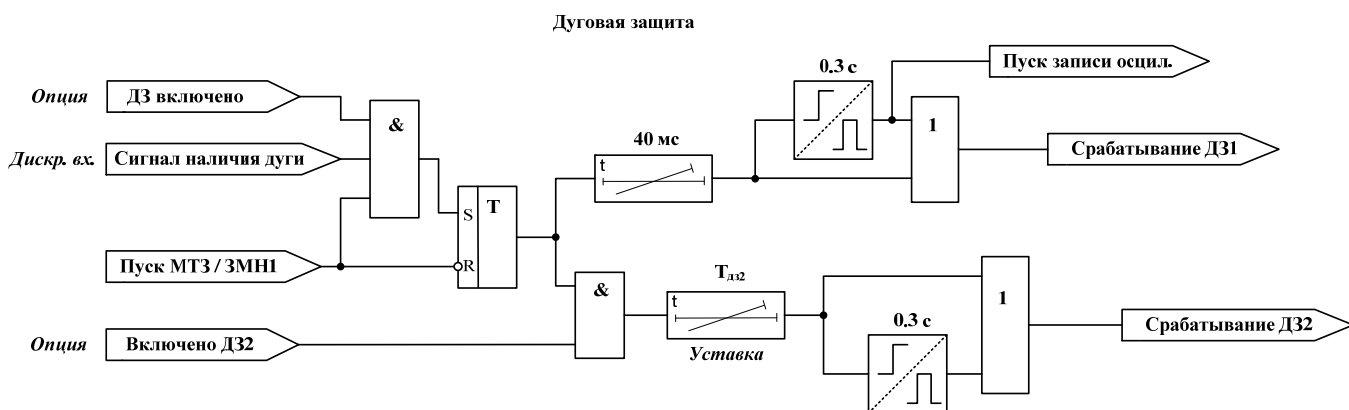 Дуговая защита
0.3 с
Пуск записи осцил.
Опция
ДЗ включено
&
1
Дискр. вх.
Сигнал наличия дуги
40 мс
t
Срабатывание ДЗ1
S
T
Пуск МТЗ / ЗМН1
R
&
Tдз2
t
1
0.3 с
Срабатывание ДЗ2
Опция
Включено ДЗ2
Уставка